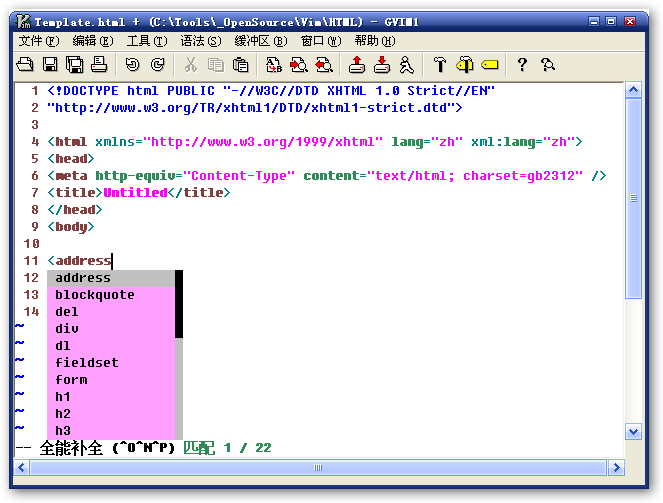 Template.html + (C:\Tools\_OpenSource\Vim\HTML) - GVIM1
文件(F) 编辑(E) 工具(T) 语法(S) 缓冲区(B) 窗口(W) 帮助(H)
1 <!DOCTYPE html PUBLIC "-//W3C//DTD XHTML 1.0 Strict//EN"
2 "http://www.w3.org/TR/xhtml1/DTD/xhtml1-strict.dtd">
3
4 <html xmlns="http://www.w3.org/1999/xhtml" lang="zh" xml:lang="zh">
5 <head>
6 <meta http-equiv="Content-Type" content="text/html; charset=gb2312" />
7 <title>Untitled</title>
8 </head>
9 <body>
10
11 <address
12 address
13 blockquote
14 del
~ div
~ dl
~ fieldset
~ form
~ h1
~ h2
~ h3
-- 全能补全 (^O^N^P) 匹配 1 / 22